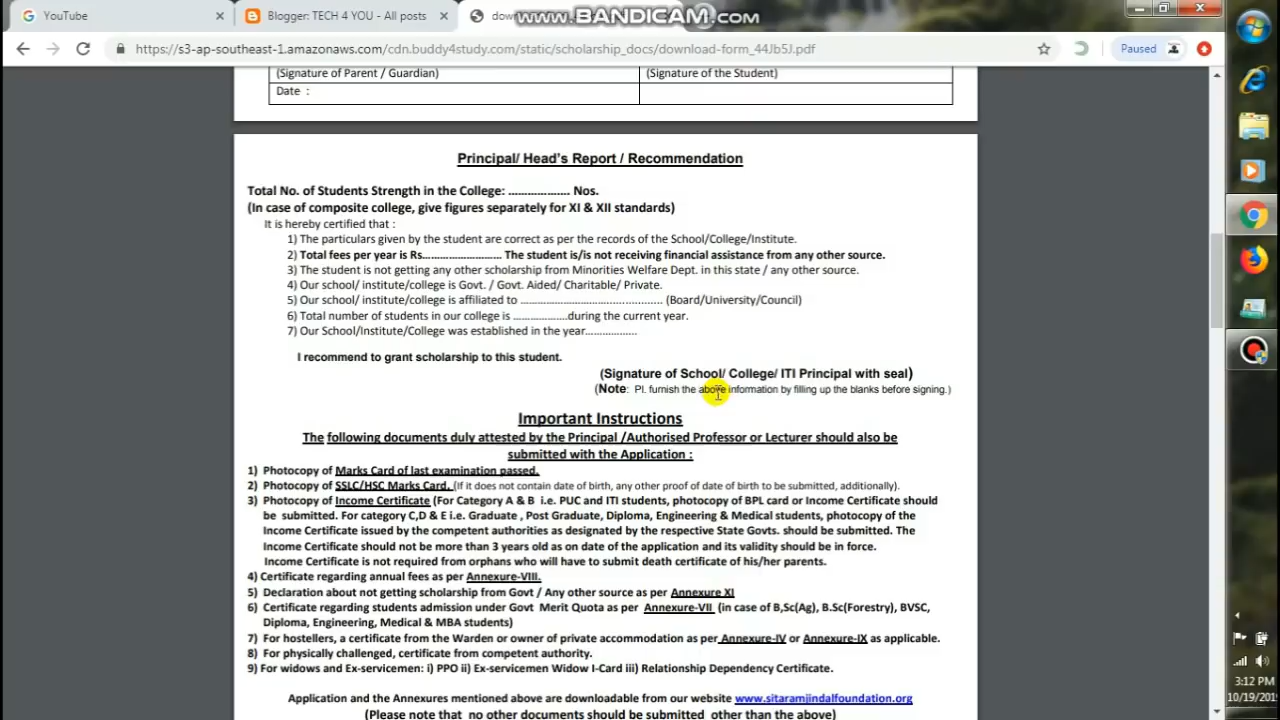 YouTube
Blogger: TECH 4 YOU - All posts
www.BANDICAM.com
https://s3-ap-southeast-1.amazonaws.com/cdn.buddy4study.com/static/scholarship_docs/download-form_44Jb5J.pdf
Paused
(Signature of Parent / Guardian) (Signature of the Student)
Date :
Principal/ Head's Report / Recommendation
Total No. of Students Strength in the College: ................... Nos.
(In case of composite college, give figures separately for XI & XII standards)
It is hereby certified that :
1) The particulars given by the student are correct as per the records of the School/College/Institute.
2) Total fees per year is Rs......................... The student is/is not receiving financial assistance from any other source.
3) The student is not getting any other scholarship from Minorities Welfare Dept. in this state / any other source.
4) Our school/ institute/college is Govt. / Govt. Aided/ Charitable/ Private.
5) Our school/ institute/college is affiliated to ............................................ (Board/University/Council)
6) Total number of students in our college is .................during the current year.
7) Our School/Institute/College was established in the year................
I recommend to grant scholarship to this student.
(Signature of School/ College/ ITI Principal with seal)
(Note: Pl. furnish the above information by filling up the blanks before signing.)
Important Instructions
The following documents duly attested by the Principal /Authorised Professor or Lecturer should also be
submitted with the Application :
1) Photocopy of Marks Card of last examination passed.
2) Photocopy of SSLC/HSC Marks Card. (If it does not contain date of birth, any other proof of date of birth to be submitted, additionally).
3) Photocopy of Income Certificate (For Category A & B i.e. PUC and ITI students, photocopy of BPL card or Income Certificate should
be submitted. For category C,D & E i.e. Graduate , Post Graduate, Diploma, Engineering & Medical students, photocopy of the
Income Certificate issued by the competent authorities as designated by the respective State Govts. should be submitted. The
Income Certificate should not be more than 3 years old as on date of the application and its validity should be in force.
Income Certificate is not required from orphans who will have to submit death certificate of his/her parents.
4) Certificate regarding annual fees as per Annexure-VIII.
5) Declaration about not getting scholarship from Govt / Any other source as per Annexure XI
6) Certificate regarding students admission under Govt Merit Quota as per Annexure-VII (in case of B,Sc(Ag), B.Sc(Forestry), BVSC,
Diploma, Engineering, Medical & MBA students)
7) For hostellers, a certificate from the Warden or owner of private accommodation as per Annexure-IV or Annexure-IX as applicable.
8) For physically challenged, certificate from competent authority.
9) For widows and Ex-servicemen: i) PPO ii) Ex-servicemen Widow I-Card iii) Relationship Dependency Certificate.
Application and the Annexures mentioned above are downloadable from our website www.sitaramjindalfoundation.org
(Please note that no other documents should be submitted other than the above)
3:12 PM